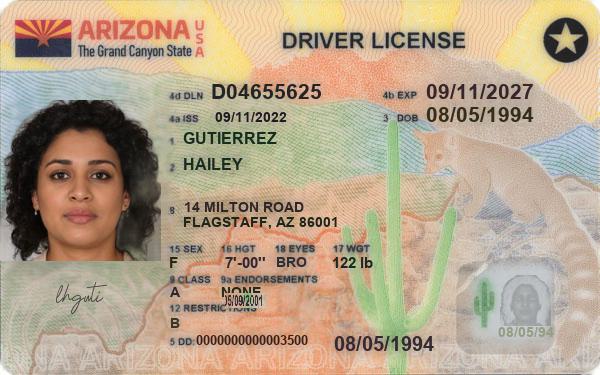 ARIZONA USA
The Grand Canyon State
DRIVER LICENSE
4d DLN D04655625
4b EXP 09/11/2027
4a ISS 09/11/2022
3 DOB 08/05/1994
1 GUTIERREZ
2 HAILEY
8 14 MILTON ROAD
FLAGSTAFF, AZ 86001
15 SEX 16 HGT 18 EYES 17 WGT
F 7'-00" BRO 122 lb
9 CLASS 9a ENDORSEMENTS
A NONE
05/09/2001
12 RESTRICTIONS
B
08/05/94
5 DD: 0000000000003500
08/05/1994
ARIZONA ARIZONA ARIZONA ARIZONA